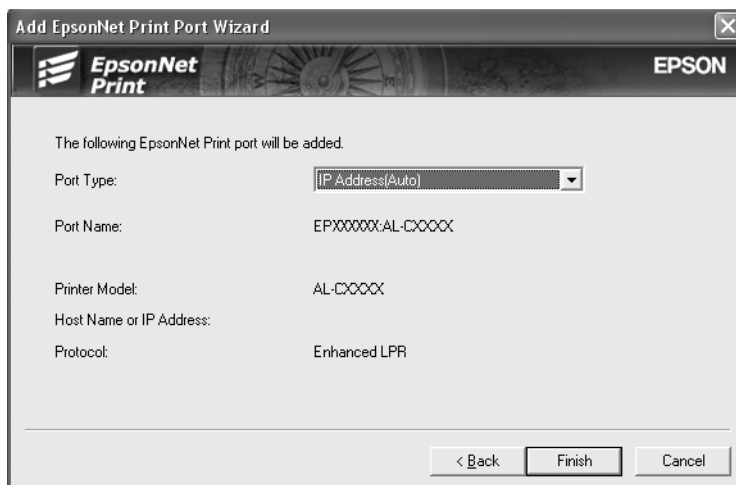 Add EpsonNet Print Port Wizard
EpsonNet
Print
EPSON
The following EpsonNet Print port will be added.
Port Type: IP Address(Auto)
Port Name: EPXXXXXX:AL-CXXXX
Printer Model: AL-CXXXX
Host Name or IP Address:
Protocol: Enhanced LPR
< Back Finish Cancel